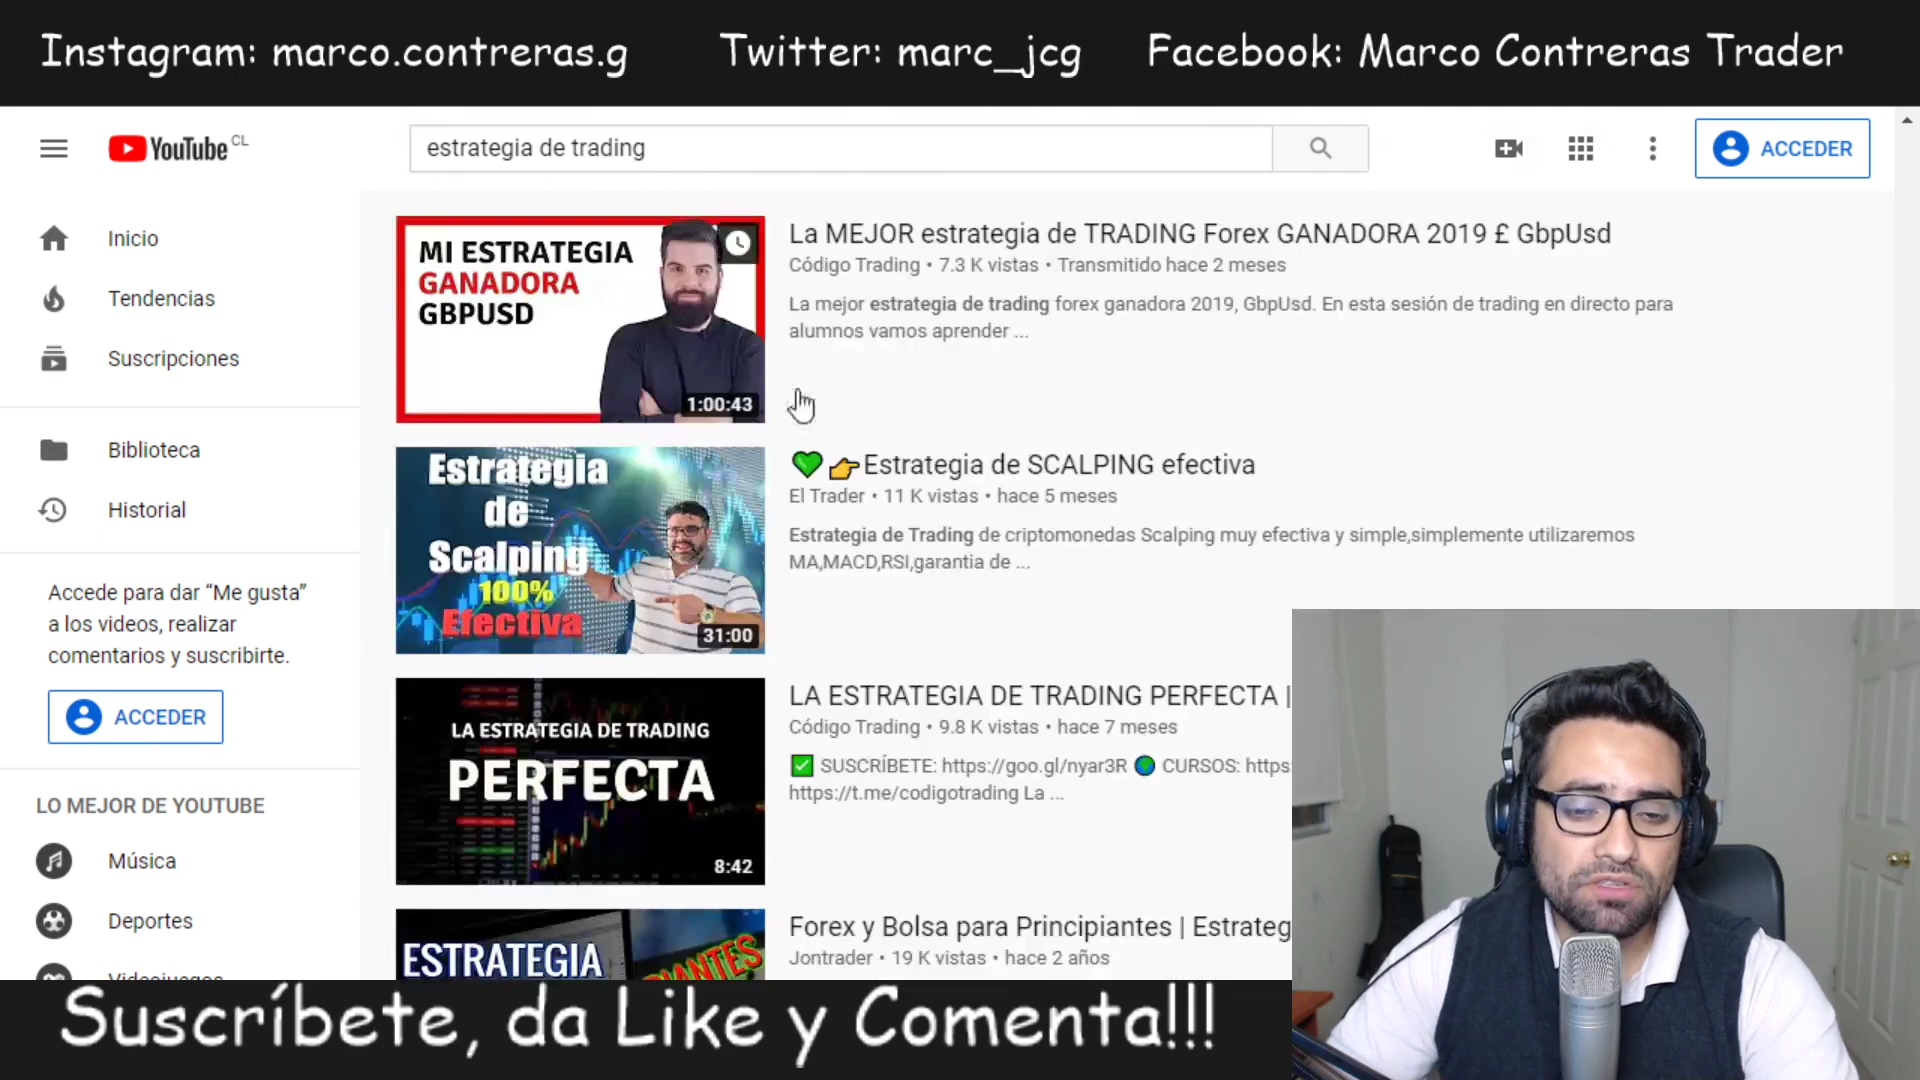 Instagram: marco.contreras.g Twitter: marc_jcg Facebook: Marco Contreras Trader
YouTube CL
estrategia de trading
ACCEDER
Inicio
Tendencias
Suscripciones
Biblioteca
Historial
Accede para dar “Me gusta”
a los videos, realizar
comentarios y suscribirte.
ACCEDER
LO MEJOR DE YOUTUBE
Música
Deportes
Videojuegos
MI ESTRATEGIA
GANADORA
GBPUSD
1:00:43
La MEJOR estrategia de TRADING Forex GANADORA 2019 £ GbpUsd
Código Trading • 7.3 K vistas • Transmitido hace 2 meses
La mejor estrategia de trading forex ganadora 2019, GbpUsd. En esta sesión de trading en directo para
alumnos vamos aprender ...
Estrategia
de
Scalping
100%
Efectiva
31:00
💚👉Estrategia de SCALPING efectiva
El Trader • 11 K vistas • hace 5 meses
Estrategia de Trading de criptomonedas Scalping muy efectiva y simple,simplemente utilizaremos
MA,MACD,RSI,garantia de ...
LA ESTRATEGIA DE TRADING
PERFECTA
8:42
LA ESTRATEGIA DE TRADING PERFECTA |
Código Trading • 9.8 K vistas • hace 7 meses
✅ SUSCRÍBETE: https://goo.gl/nyar3R 🌎 CURSOS: https:
https://t.me/codigotrading La ...
ESTRATEGIA
Forex y Bolsa para Principiantes | Estrateg
Jontrader • 19 K vistas • hace 2 años
Suscríbete, da Like y Comenta!!!